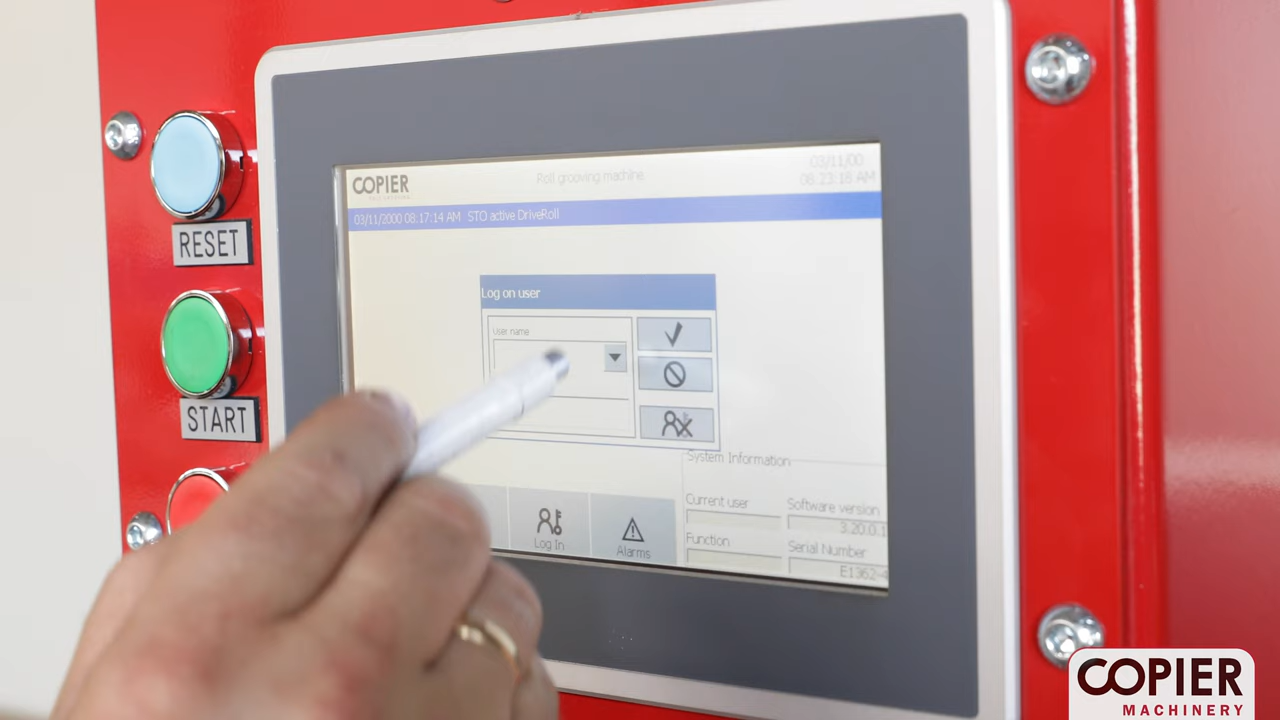 COPIER
Roll grooving machine
03/11/00
08:23:18 AM
03/11/2000 08:17:14 AM STO active DriveRoll
RESET
Log on user
User name
START
System Information
Current user
Software version
3.20.0.1
Function
Serial Number
E1362-
Log In
Alarms
COPIER
MACHINERY